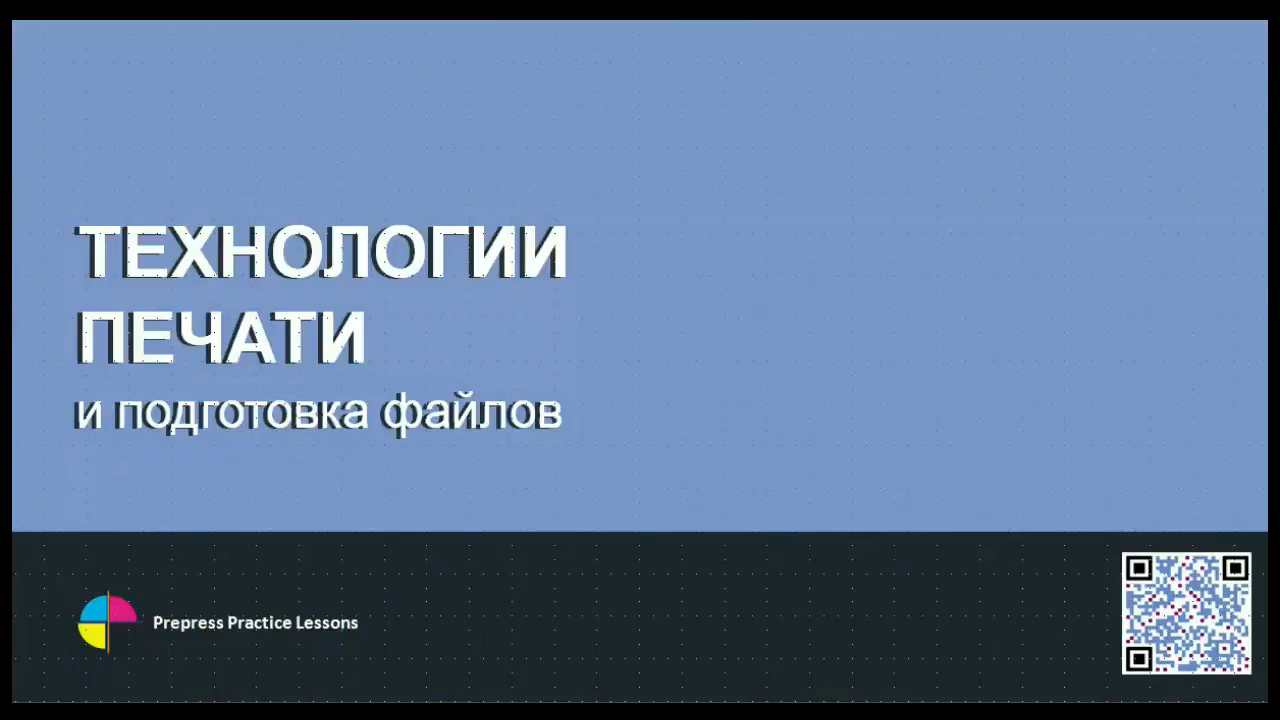 ТЕХНОЛОГИИ
ПЕЧАТИ
и подготовка файлов
Prepress Practice Lessons